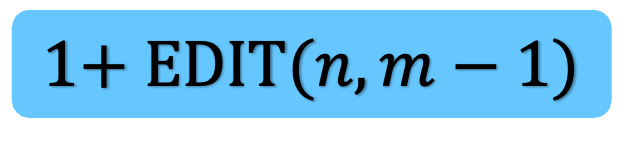 1+ EDIT(n, m − 1)